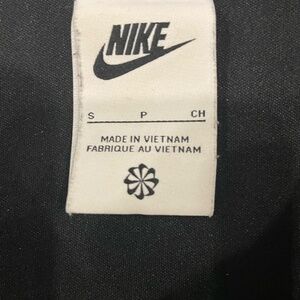 NIKE
S P CH
MADE IN VIETNAM
FABRIQUE AU VIETNAM